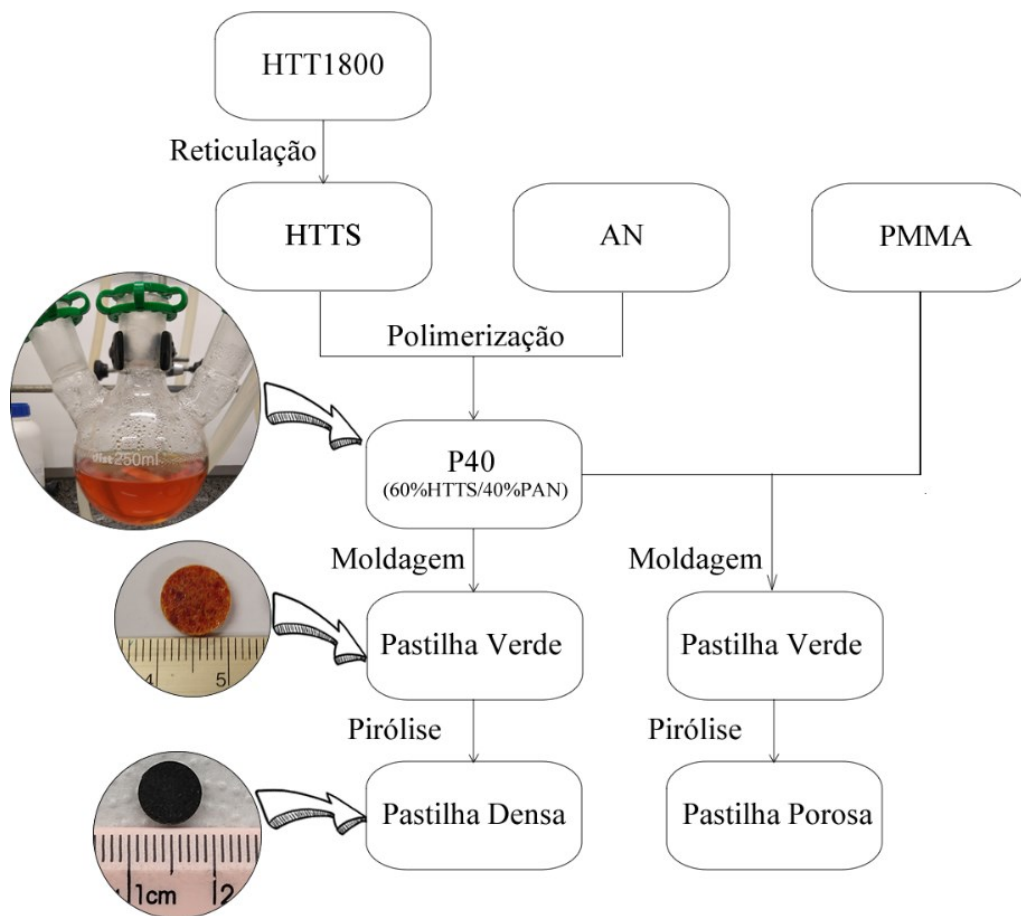 HTT1800
Reticulação
HTTS
AN
PMMA
Polimerização
250ml
P40
(60%HTTS/40%PAN)
Moldagem
Moldagem
4
5
Pastilha Verde
Pastilha Verde
Pirólise
Pirólise
Pastilha Densa
Pastilha Porosa
1cm
2